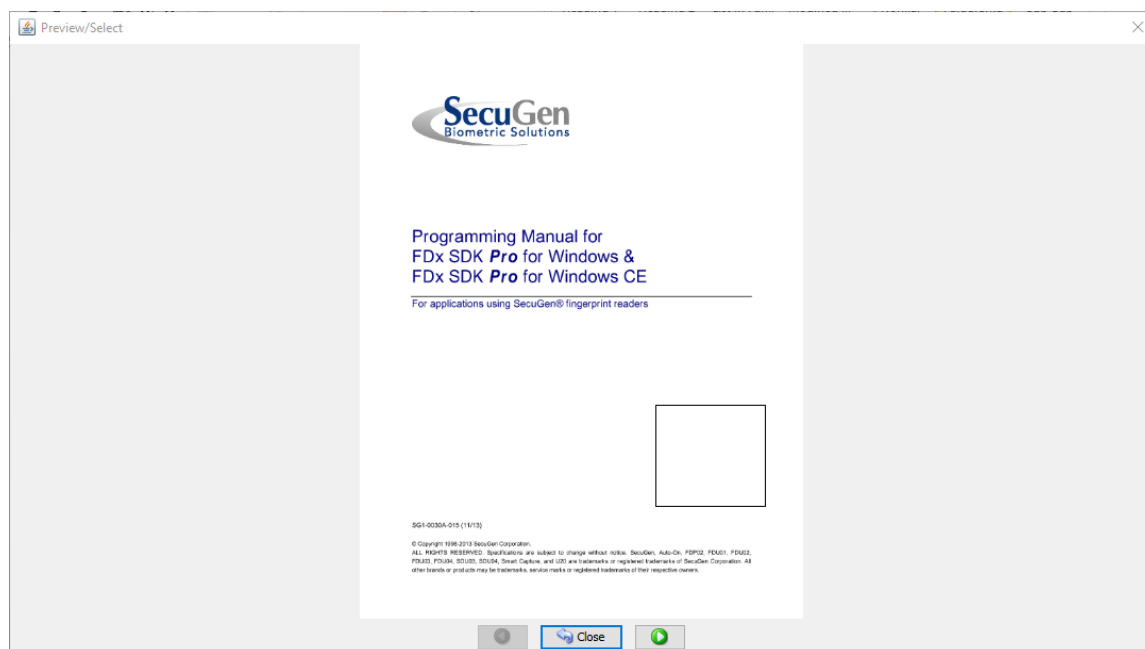 Preview/Select
SecuGen
Biometric Solutions
Programming Manual for
FDx SDK Pro for Windows &
FDx SDK Pro for Windows CE
For applications using SecuGen® fingerprint readers
SG1-0030A-015 (11/13)
© Copyright 1998-2013 SecuGen Corporation.
ALL RIGHTS RESERVED. Specifications are subject to change without notice. SecuGen, Auto-On, FDP02, FDU01, FDU02,
FDU03, FDU04, SDU03, SDU04, Smart Capture, and U20 are trademarks or registered trademarks of SecuGen Corporation. All
other brands or products may be trademarks, service marks or registered trademarks of their respective owners.
Close